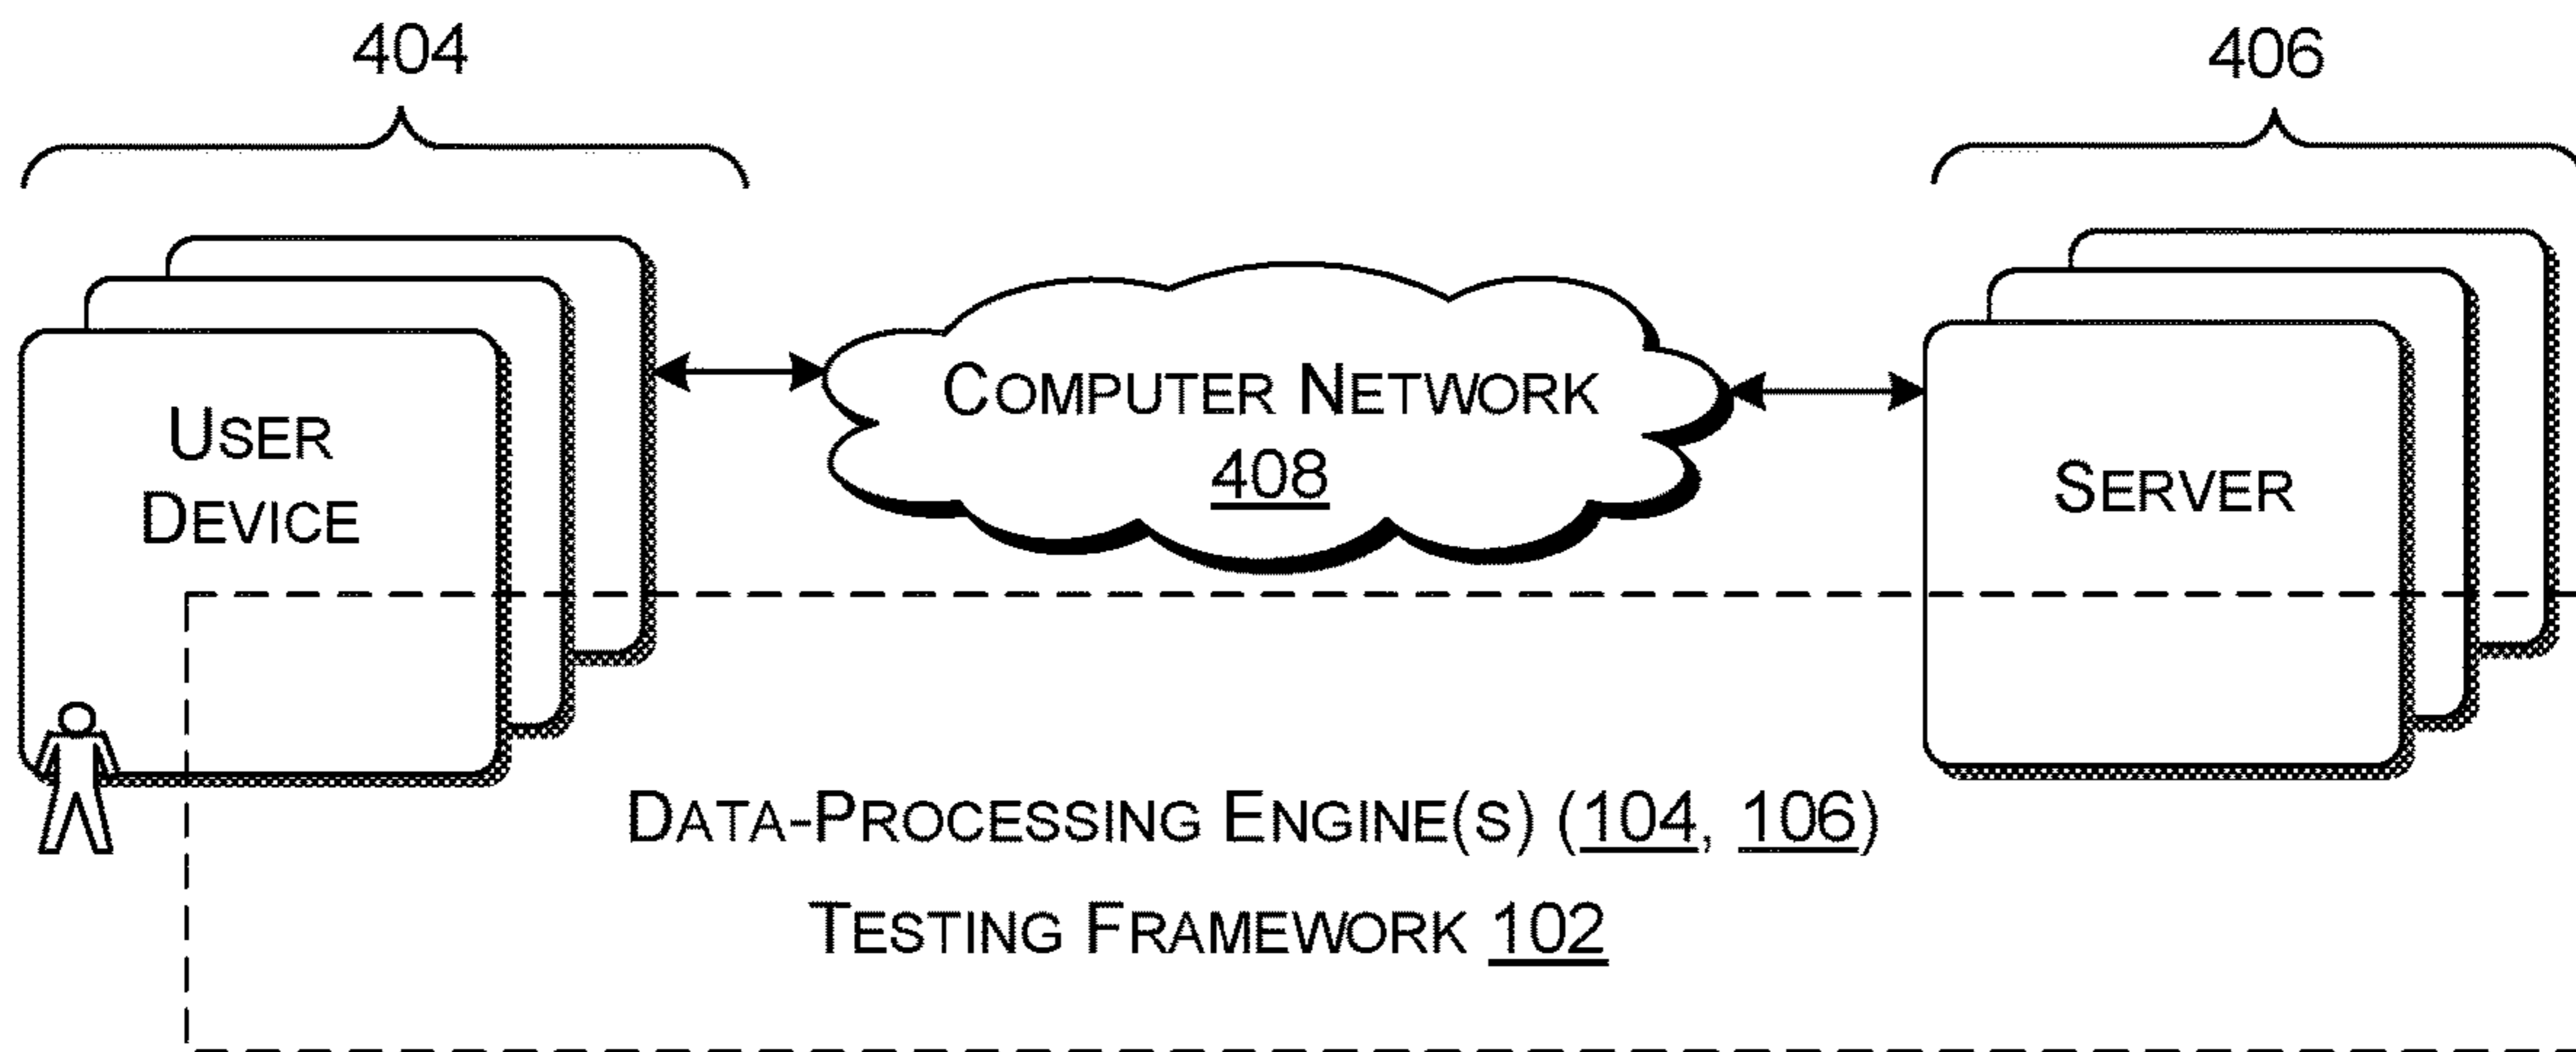 404
406
USER
DEVICE
COMPUTER NETWORK
408
SERVER
DATA-PROCESSING ENGINE(S) (104, 106)
TESTING FRAMEWORK 102